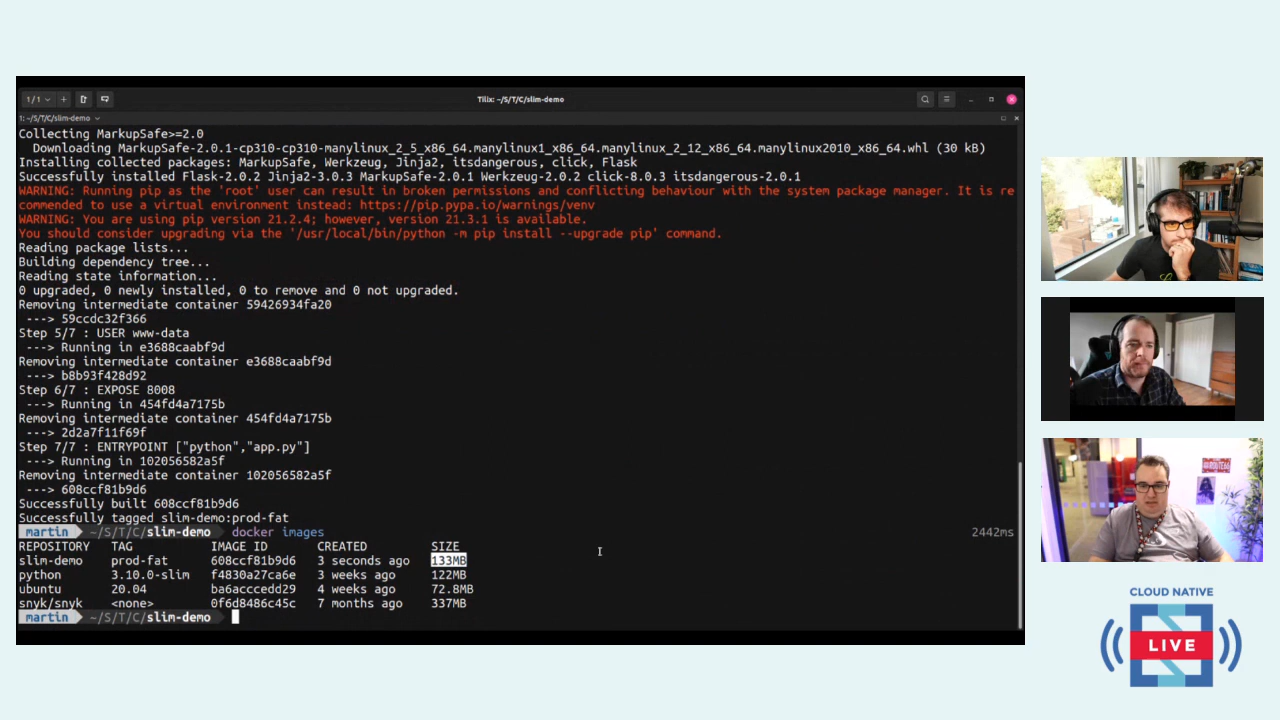 1/1
Tilix: ~/S/T/C/slim-demo
1: ~/S/T/C/slim-demo
Collecting MarkupSafe>=2.0
  Downloading MarkupSafe-2.0.1-cp310-cp310-manylinux_2_5_x86_64.manylinux1_x86_64.manylinux_2_12_x86_64.manylinux2010_x86_64.whl (30 kB)
Installing collected packages: MarkupSafe, Werkzeug, Jinja2, itsdangerous, click, Flask
Successfully installed Flask-2.0.2 Jinja2-3.0.3 MarkupSafe-2.0.1 Werkzeug-2.0.2 click-8.0.3 itsdangerous-2.0.1
WARNING: Running pip as the 'root' user can result in broken permissions and conflicting behaviour with the system package manager. It is re
commended to use a virtual environment instead: https://pip.pypa.io/warnings/venv
WARNING: You are using pip version 21.2.4; however, version 21.3.1 is available.
You should consider upgrading via the '/usr/local/bin/python -m pip install --upgrade pip' command.
Reading package lists...
Building dependency tree...
Reading state information...
0 upgraded, 0 newly installed, 0 to remove and 0 not upgraded.
Removing intermediate container 59426934fa20
 ---> 59ccdc32f366
Step 5/7 : USER www-data
 ---> Running in e3688caabf9d
Removing intermediate container e3688caabf9d
 ---> b8b93f428d92
Step 6/7 : EXPOSE 8008
 ---> Running in 454fd4a7175b
Removing intermediate container 454fd4a7175b
 ---> 2d2a7f11f69f
Step 7/7 : ENTRYPOINT ["python","app.py"]
 ---> Running in 102056582a5f
Removing intermediate container 102056582a5f
 ---> 608ccf81b9d6
Successfully built 608ccf81b9d6
Successfully tagged slim-demo:prod-fat
martin ~/S/T/C/slim-demo docker images 2442ms
REPOSITORY TAG IMAGE ID CREATED SIZE
slim-demo prod-fat 608ccf81b9d6 3 seconds ago 133MB
python 3.10.0-slim f4830a27ca6e 3 weeks ago 122MB
ubuntu 20.04 ba6acccedd29 4 weeks ago 72.8MB
snyk/snyk <none> 0f6d8486c45c 7 months ago 337MB
martin ~/S/T/C/slim-demo
CLOUD NATIVE
LIVE